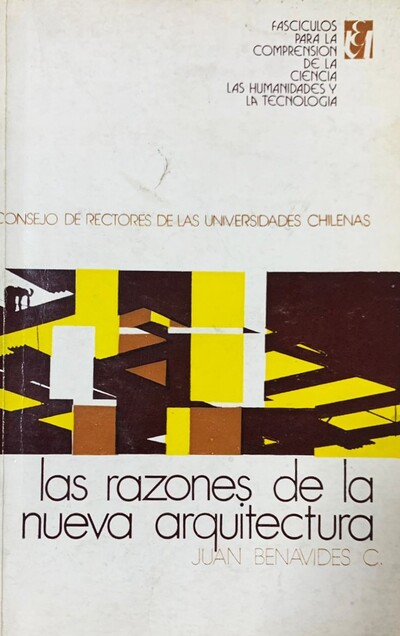 FASCICULOS
PARA LA
COMPRENSION
DE LA
CIENCIA
LAS HUMANIDADES Y
LA TECNOLOGIA
CONSEJO DE RECTORES DE LAS UNIVERSIDADES CHILENAS
las razones de la
nueva arquitectura
JUAN BENAVIDES C.